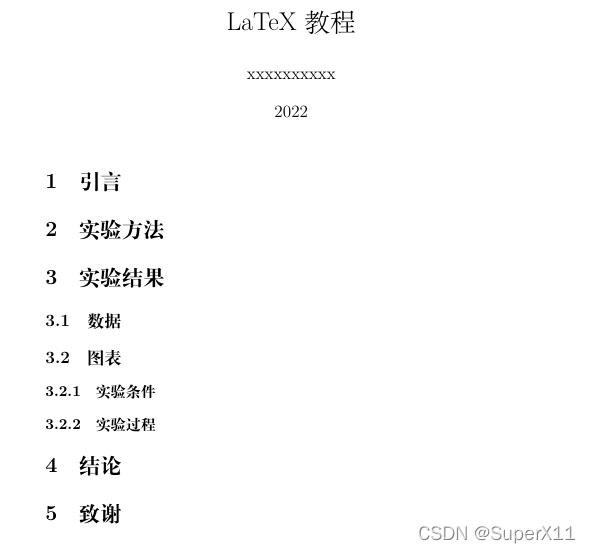 LaTeX 教程
xxxxxxxxxx
2022
1 引言
2 实验方法
3 实验结果
3.1 数据
3.2 图表
3.2.1 实验条件
3.2.2 实验过程
4 结论
5 致谢
CSDN @SuperX11